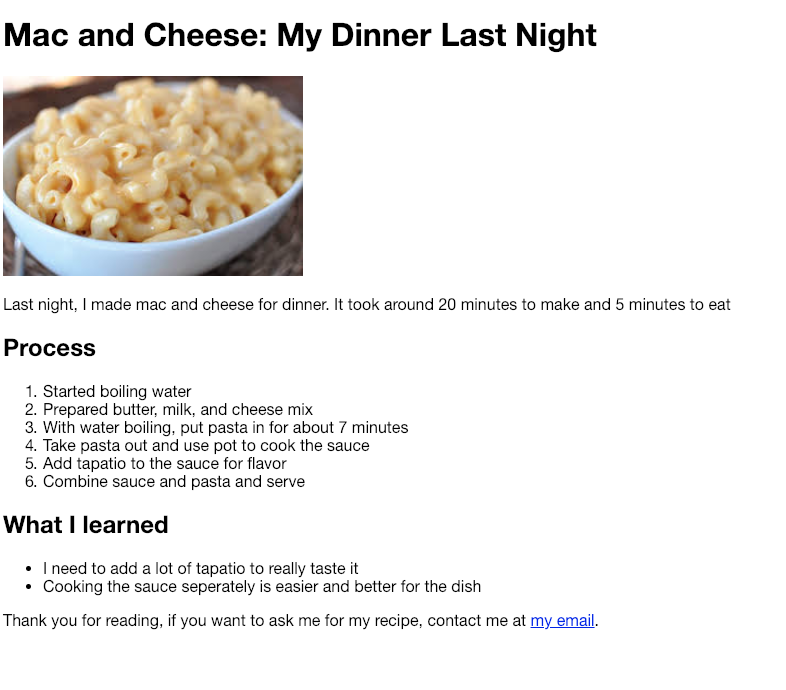 Mac and Cheese: My Dinner Last Night
Last night, I made mac and cheese for dinner. It took around 20 minutes to make and 5 minutes to eat
Process
1. Started boiling water
2. Prepared butter, milk, and cheese mix
3. With water boiling, put pasta in for about 7 minutes
4. Take pasta out and use pot to cook the sauce
5. Add tapatio to the sauce for flavor
6. Combine sauce and pasta and serve
What I learned
• I need to add a lot of tapatio to really taste it
• Cooking the sauce seperately is easier and better for the dish
Thank you for reading, if you want to ask me for my recipe, contact me at my email.